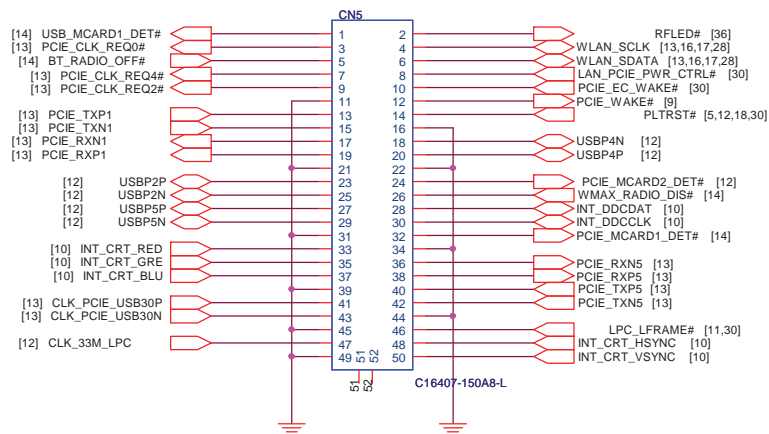 CN5
[14] USB_MCARD1_DET# 1 2 RFLED# [36]
[13] PCIE_CLK_REQ0# 3 4 WLAN_SCLK [13,16,17,28]
[14] BT_RADIO_OFF# 5 6 WLAN_SDATA [13,16,17,28]
[13] PCIE_CLK_REQ4# 7 8 LAN_PCIE_PWR_CTRL# [30]
[13] PCIE_CLK_REQ2# 9 10 PCIE_EC_WAKE# [30]
11 12 PCIE_WAKE# [9]
[13] PCIE_TXP1 13 14 PLTRST# [5,12,18,30]
[13] PCIE_TXN1 15 16
[13] PCIE_RXN1 17 18 USBP4N [12]
[13] PCIE_RXP1 19 20 USBP4P [12]
21 22
[12] USBP2P 23 24 PCIE_MCARD2_DET# [12]
[12] USBP2N 25 26 WMAX_RADIO_DIS# [14]
[12] USBP5P 27 28 INT_DDCDAT [10]
[12] USBP5N 29 30 INT_DDCCLK [10]
31 32 PCIE_MCARD1_DET# [14]
[10] INT_CRT_RED 33 34
[10] INT_CRT_GRE 35 36 PCIE_RXN5 [13]
[10] INT_CRT_BLU 37 38 PCIE_RXP5 [13]
39 40 PCIE_TXP5 [13]
[13] CLK_PCIE_USB30P 41 42 PCIE_TXN5 [13]
[13] CLK_PCIE_USB30N 43 44
45 46 LPC_LFRAME# [11,30]
[12] CLK_33M_LPC 47 48 INT_CRT_HSYNC [10]
49 51 52 50 INT_CRT_VSYNC [10]
51 52 C16407-150A8-L